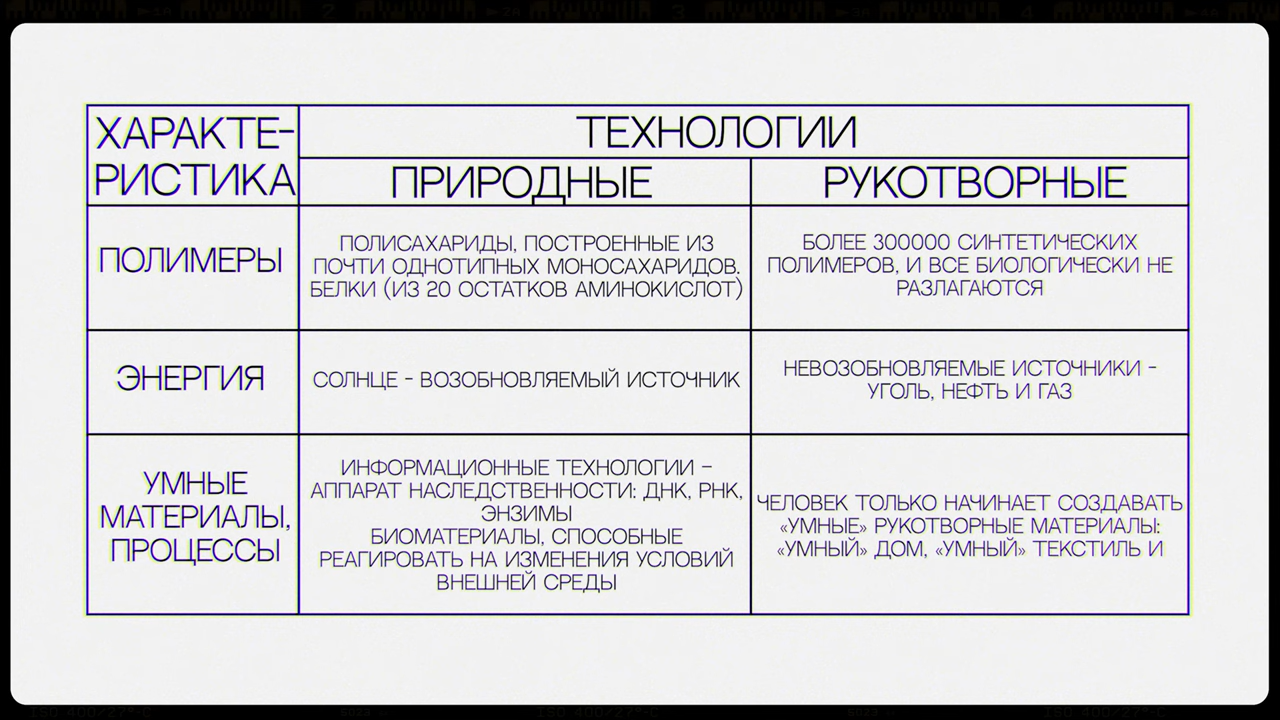 ХАРАКТЕ-
РИСТИКА
ТЕХНОЛОГИИ
ПРИРОДНЫЕ
РУКОТВОРНЫЕ
ПОЛИМЕРЫ
ПОЛИСАХАРИДЫ, ПОСТРОЕННЫЕ ИЗ
ПОЧТИ ОДНОТИПНЫХ МОНОСАХАРИДОВ.
БЕЛКИ (ИЗ 20 ОСТАТКОВ АМИНОКИСЛОТ)
БОЛЕЕ 300000 СИНТЕТИЧЕСКИХ
ПОЛИМЕРОВ, И ВСЕ БИОЛОГИЧЕСКИ НЕ
РАЗЛАГАЮТСЯ
ЭНЕРГИЯ
СОЛНЦЕ - ВОЗОБНОВЛЯЕМЫЙ ИСТОЧНИК
НЕВОЗОБНОВЛЯЕМЫЕ ИСТОЧНИКИ -
УГОЛЬ, НЕФТЬ И ГАЗ
УМНЫЕ
МАТЕРИАЛЫ,
ПРОЦЕССЫ
ИНФОРМАЦИОННЫЕ ТЕХНОЛОГИИ –
АППАРАТ НАСЛЕДСТВЕННОСТИ: ДНК, РНК,
ЭНЗИМЫ
БИОМАТЕРИАЛЫ, СПОСОБНЫЕ
РЕАГИРОВАТЬ НА ИЗМЕНЕНИЯ УСЛОВИЙ
ВНЕШНЕЙ СРЕДЫ
ЧЕЛОВЕК ТОЛЬКО НАЧИНАЕТ СОЗДАВАТЬ
«УМНЫЕ» РУКОТВОРНЫЕ МАТЕРИАЛЫ:
«УМНЫЙ» ДОМ, «УМНЫЙ» ТЕКСТИЛЬ И